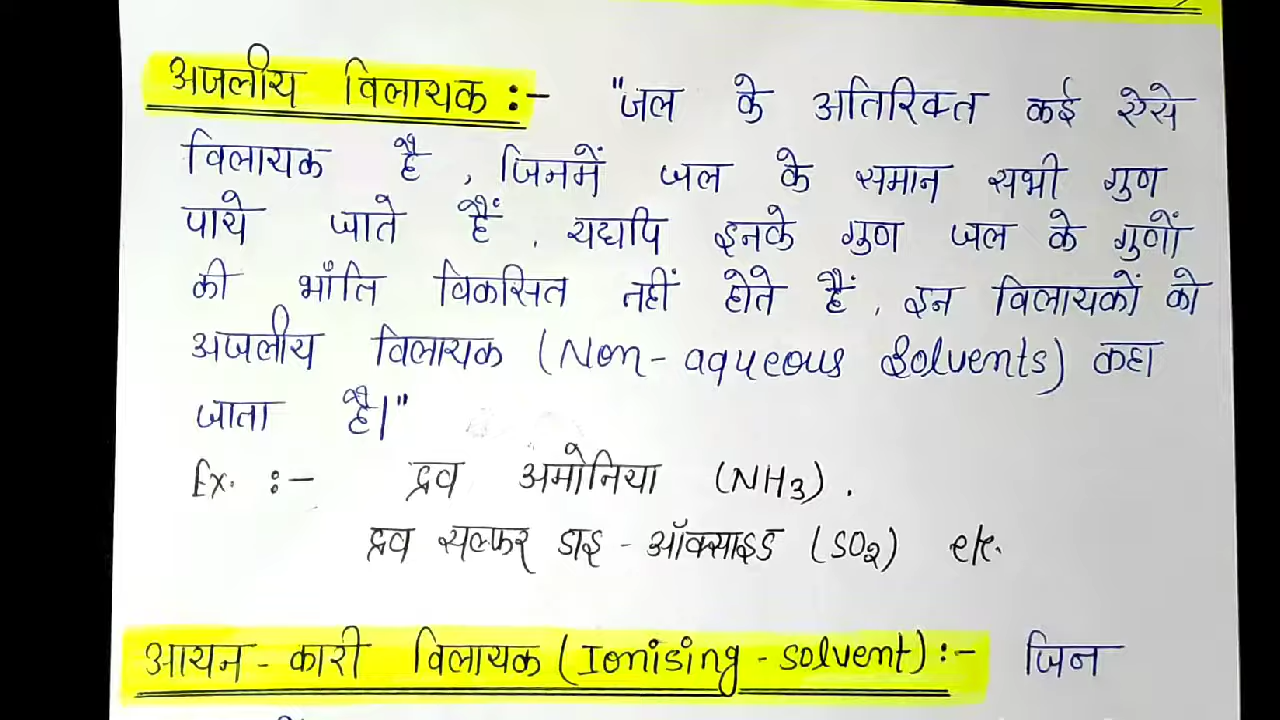 अजलीय विलायक :- "जल के अतिरिक्त कई ऐसे
विलायक है , जिनमें जल के समान सभी गुण
पाये जाते हैं , यद्यपि इनके गुण जल के गुणों
की भाँति विकसित नहीं होते हैं , इन विलायकों को
अजलीय विलायक (Non-aqueous Solvents) कहा
जाता है।"
Ex. :- द्रव अमोनिया (NH3) .
द्रव सल्फर डाइ - ऑक्साइड (SO2) etc.
आयन - कारी विलायक (Ionising - solvent) :- जिन